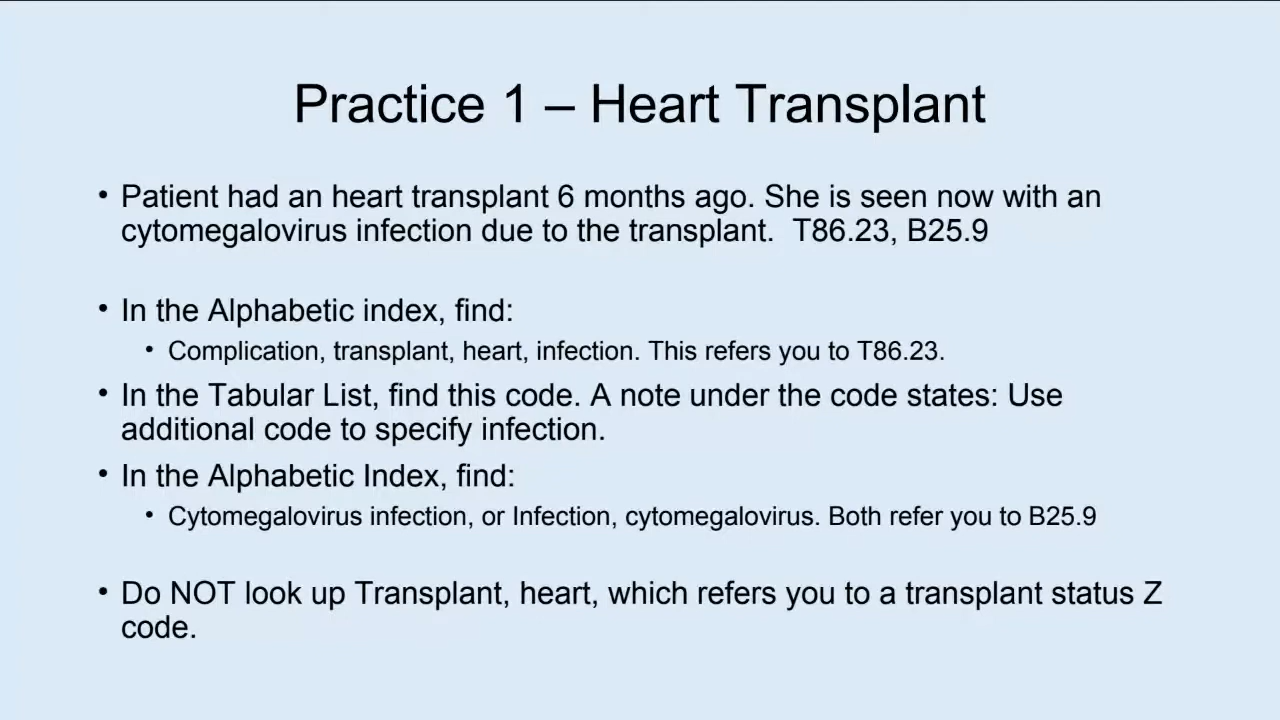 Practice 1 – Heart Transplant
• Patient had an heart transplant 6 months ago. She is seen now with an
cytomegalovirus infection due to the transplant.  T86.23, B25.9
• In the Alphabetic index, find:
• Complication, transplant, heart, infection. This refers you to T86.23.
• In the Tabular List, find this code. A note under the code states: Use
additional code to specify infection.
• In the Alphabetic Index, find:
• Cytomegalovirus infection, or Infection, cytomegalovirus. Both refer you to B25.9
• Do NOT look up Transplant, heart, which refers you to a transplant status Z
code.